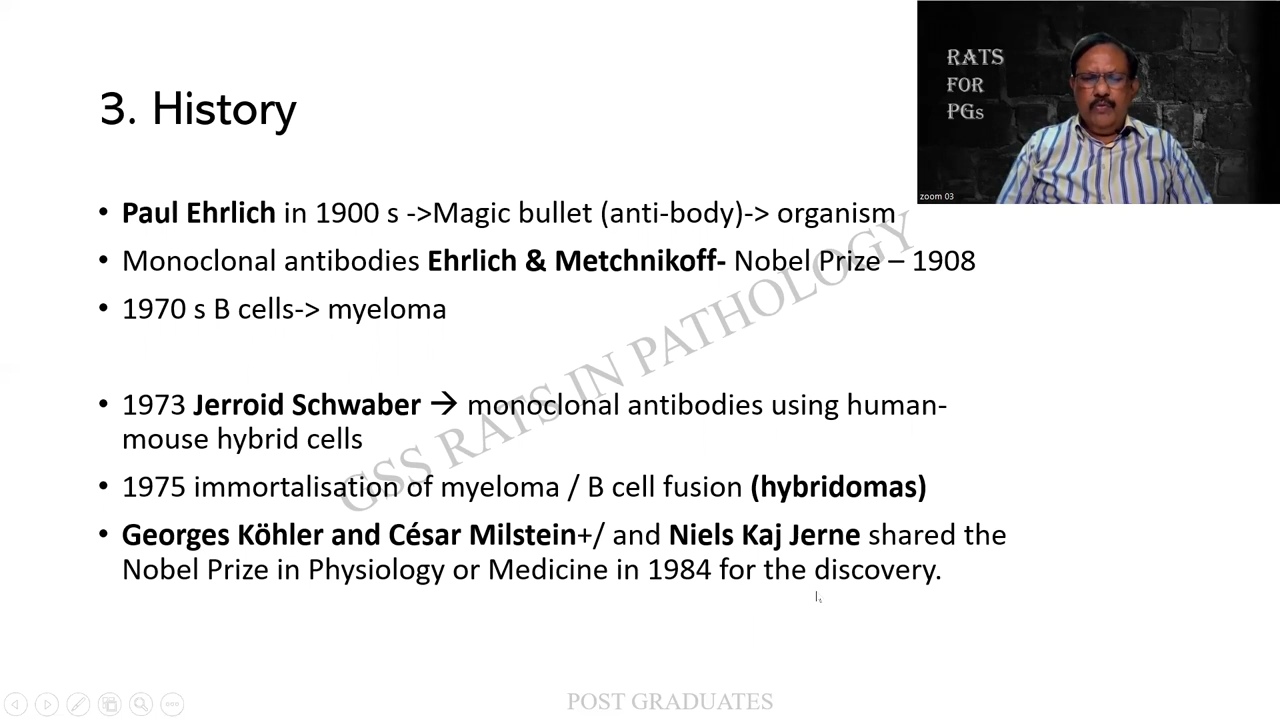 RATS
FOR
PGs
zoom 03
3. History
• Paul Ehrlich in 1900 s ->Magic bullet (anti-body)-> organism
• Monoclonal antibodies Ehrlich & Metchnikoff- Nobel Prize – 1908
• 1970 s B cells-> myeloma
• 1973 Jerroid Schwaber → monoclonal antibodies using human-
mouse hybrid cells
• 1975 immortalisation of myeloma / B cell fusion (hybridomas)
• Georges Köhler and César Milstein+/ and Niels Kaj Jerne shared the
Nobel Prize in Physiology or Medicine in 1984 for the discovery.
GSS RATS IN PATHOLOGY
POST GRADUATES